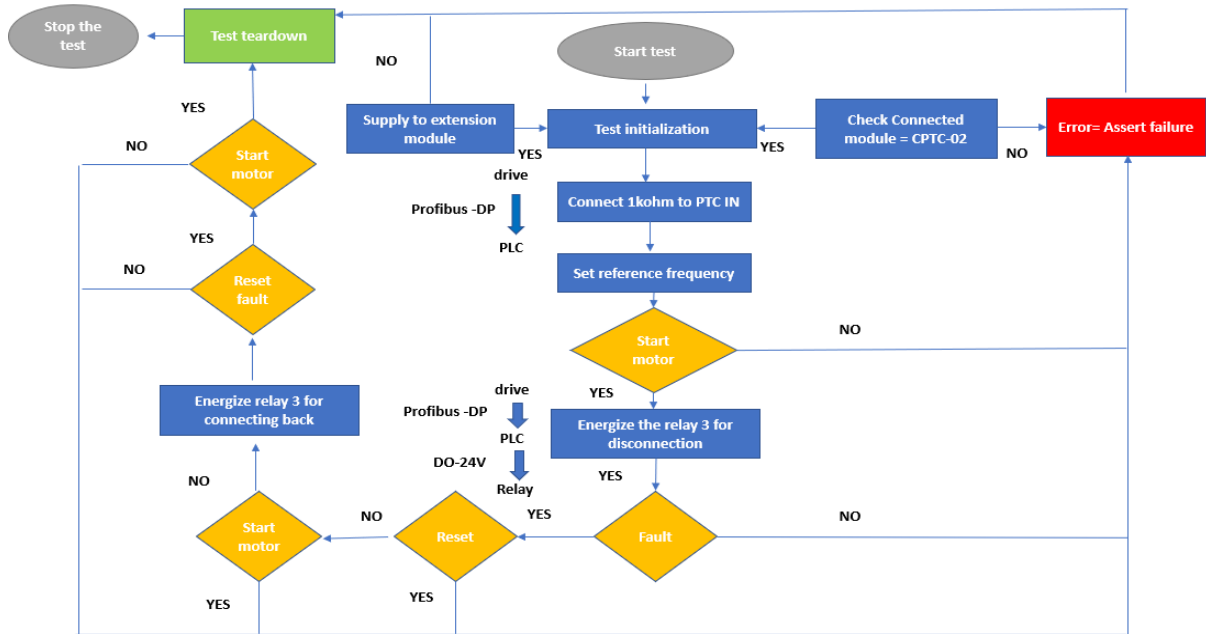 Stop the
test
Test teardown
Start test
NO
YES
Supply to extension
module
Test initialization
Check Connected
module = CPTC-02
Error= Assert failure
YES
YES
NO
NO
Start
motor
drive
Profibus -DP
PLC
Connect 1kohm to PTC IN
YES
NO
Reset
fault
Set reference frequency
Start
motor
NO
YES
Energize relay 3 for
connecting back
drive
Profibus -DP
PLC
DO-24V
Relay
Energize the relay 3 for
disconnection
YES
NO
Start
motor
NO
Reset
YES
Fault
NO
YES
YES